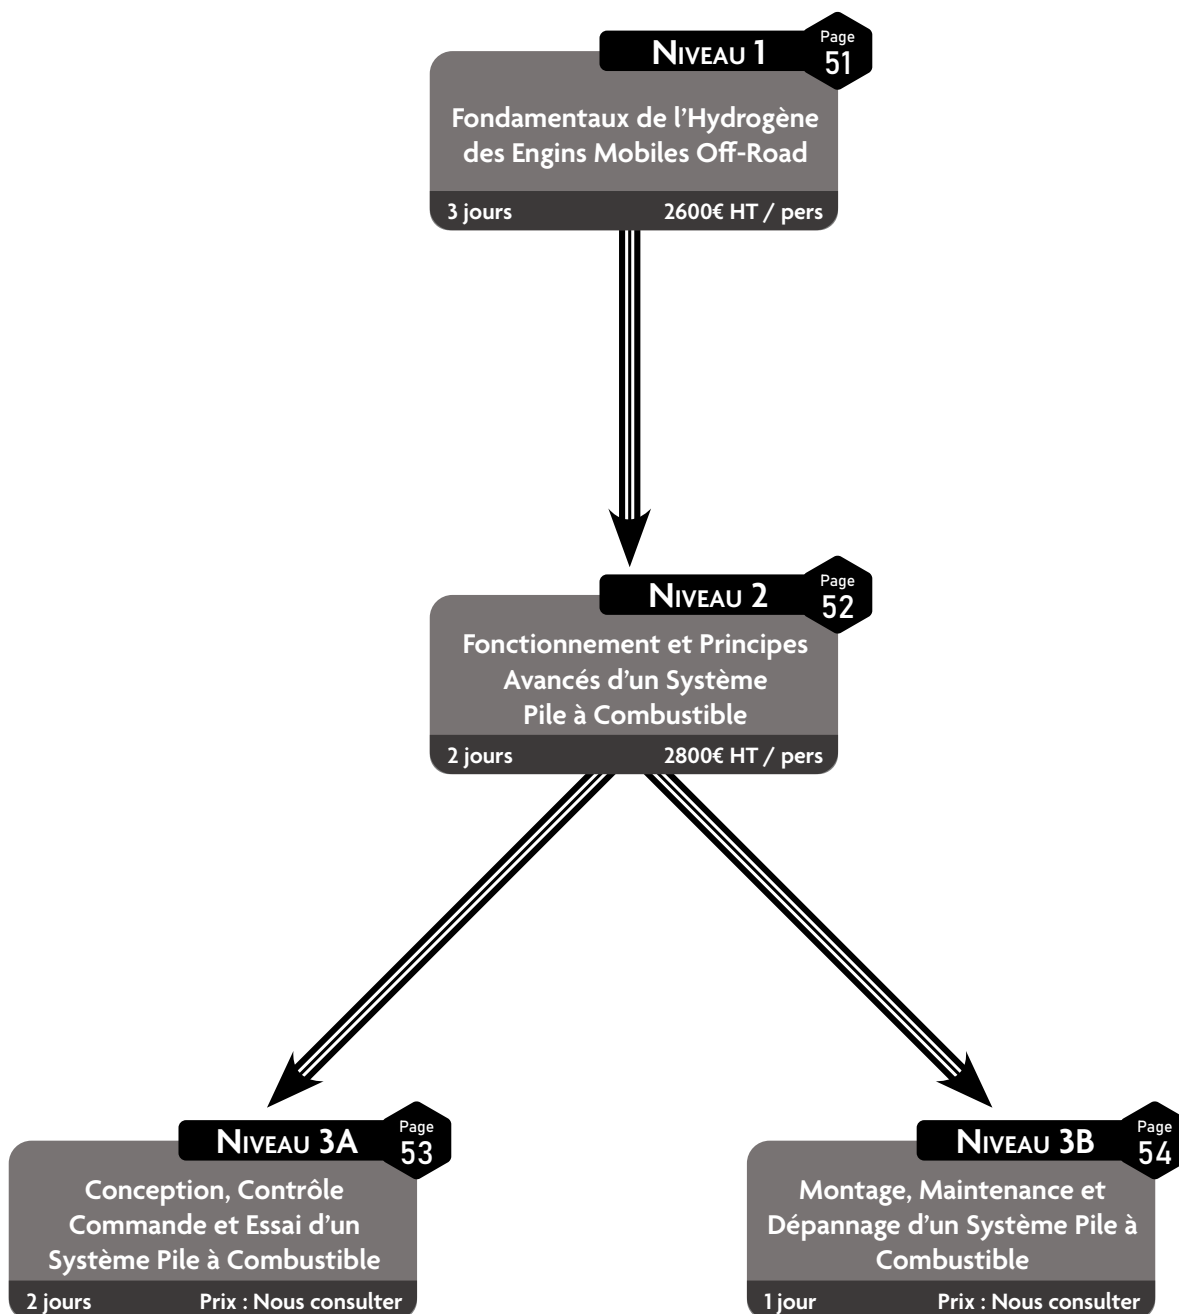 Niveau 1
Page
51
Fondamentaux de l'Hydrogène
des Engins Mobiles Off-Road
3 jours 2600€ HT / pers
Niveau 2
Page
52
Fonctionnement et Principes
Avancés d'un Système
Pile à Combustible
2 jours 2800€ HT / pers
Niveau 3A
Page
53
Conception, Contrôle
Commande et Essai d'un
Système Pile à Combustible
2 jours Prix : Nous consulter
Niveau 3B
Page
54
Montage, Maintenance et
Dépannage d'un Système Pile à
Combustible
1 jour Prix : Nous consulter